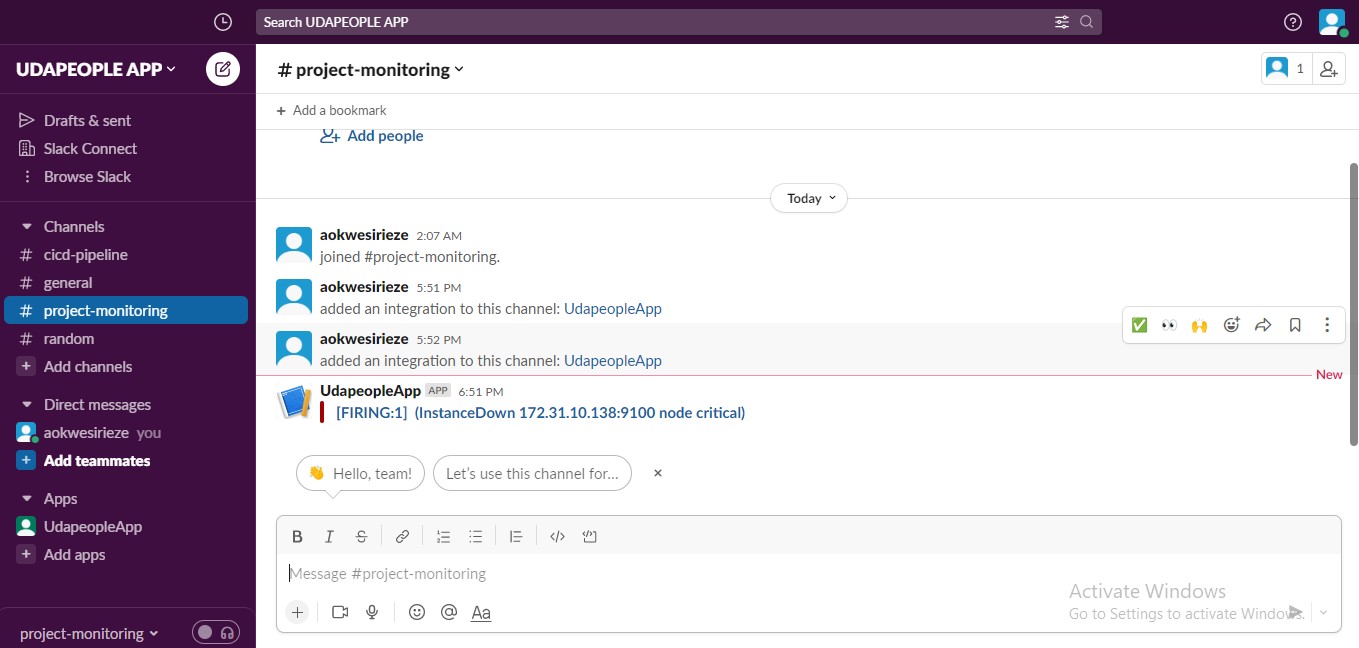 Search UDAPEOPLE APP
UDAPEOPLE APP
Drafts & sent
Slack Connect
Browse Slack
Channels
# cicd-pipeline
# general
# project-monitoring
# random
+ Add channels
Direct messages
aokwesirieze you
+ Add teammates
Apps
UdapeopleApp
+ Add apps
project-monitoring
# project-monitoring
1
+ Add a bookmark
Add people
Today
aokwesirieze 2:07 AM
joined #project-monitoring.
aokwesirieze 5:51 PM
added an integration to this channel: UdapeopleApp
aokwesirieze 5:52 PM
added an integration to this channel: UdapeopleApp
New
UdapeopleApp APP 6:51 PM
[FIRING:1] (InstanceDown 172.31.10.138:9100 node critical)
👋 Hello, team!
Let's use this channel for...
Message #project-monitoring
Aa
Activate Windows
Go to Settings to activate Windows.